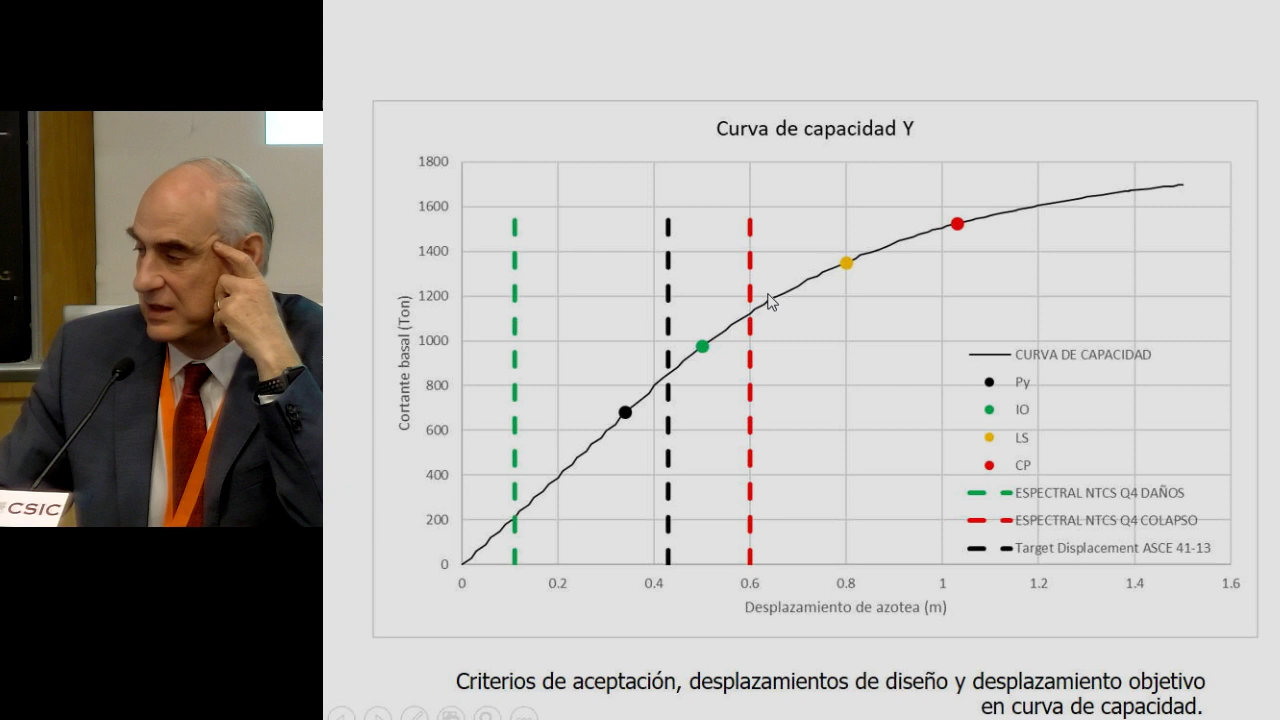 CSIC
Curva de capacidad Y
1800
1600
1400
1200
1000
800
600
400
200
0
Cortante basal (Ton)
0 0.2 0.4 0.6 0.8 1 1.2 1.4 1.6
Desplazamiento de azotea (m)
CURVA DE CAPACIDAD
Py
IO
LS
CP
ESPECTRAL NTCS Q4 DAÑOS
ESPECTRAL NTCS Q4 COLAPSO
Target Displacement ASCE 41-13
Criterios de aceptación, desplazamientos de diseño y desplazamiento objetivo
en curva de capacidad.